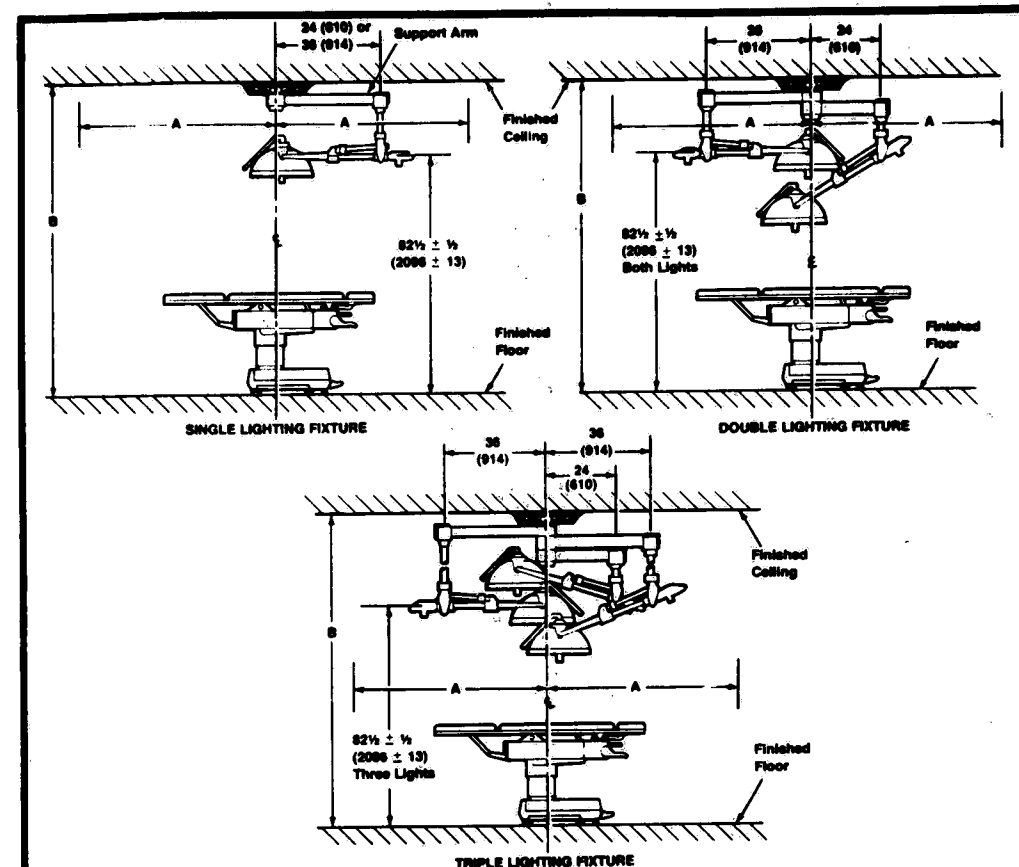 24 (610) or
36 (914)
Support Arm
A
A
Finished
Ceiling
B
82½ ± ½
(2096 ± 13)
℄
Finished
Floor
SINGLE LIGHTING FIXTURE
36
(914)
24
(610)
A
A
B
82½ ± ½
(2096 ± 13)
Both Lights
℄
Finished
Floor
DOUBLE LIGHTING FIXTURE
36
(914)
36
(914)
24
(610)
Finished
Ceiling
B
A
A
℄
82½ ± ½
(2096 ± 13)
Three Lights
Finished
Floor
TRIPLE LIGHTING FIXTURE